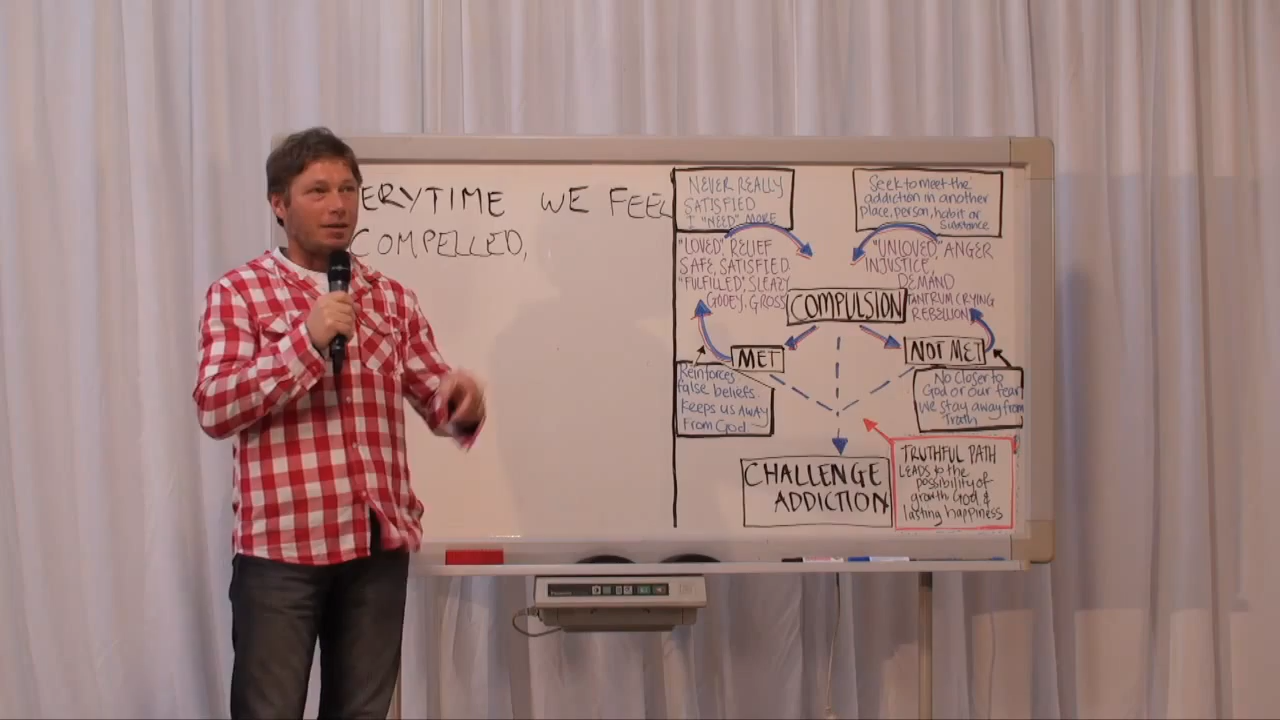 ERYTIME WE FEEL
COMPELLED,
NEVER REALLY
SATISFIED
I "NEED" MORE
"LOVED", RELIEF
SAFE, SATISFIED
"FULFILLED", SLEAZY
GOOEY, GROSS
Seek to meet the
addiction in another
place, person, habit or
Substance
"UNLOVED" ANGER
INJUSTICE,
DEMAND
TANTRUM CRYING
REBELLION
COMPULSION
MET
NOT MET
Reinforces
false beliefs.
Keeps us AWAY
From God
No Closer to
God or our fear
We stay away from
Truth
CHALLENGE
ADDICTION
TRUTHFUL PATH
LEADS to the
possibility of
growth God &
lasting happiness
Panasonic